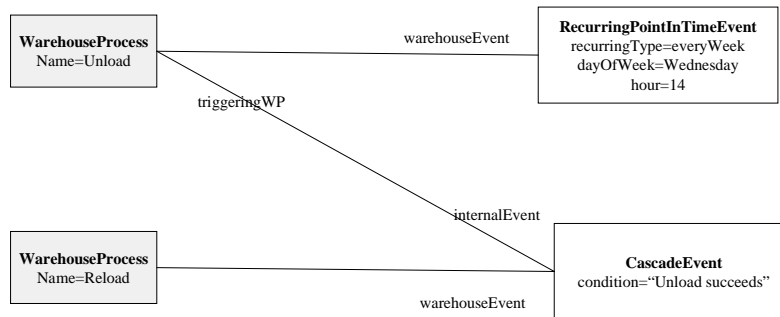 WarehouseProcess
Name=Unload
warehouseEvent
RecurringPointInTimeEvent
recurringType=everyWeek
dayOfWeek=Wednesday
hour=14
triggeringWP
internalEvent
WarehouseProcess
Name=Reload
warehouseEvent
CascadeEvent
condition=“Unload succeeds”